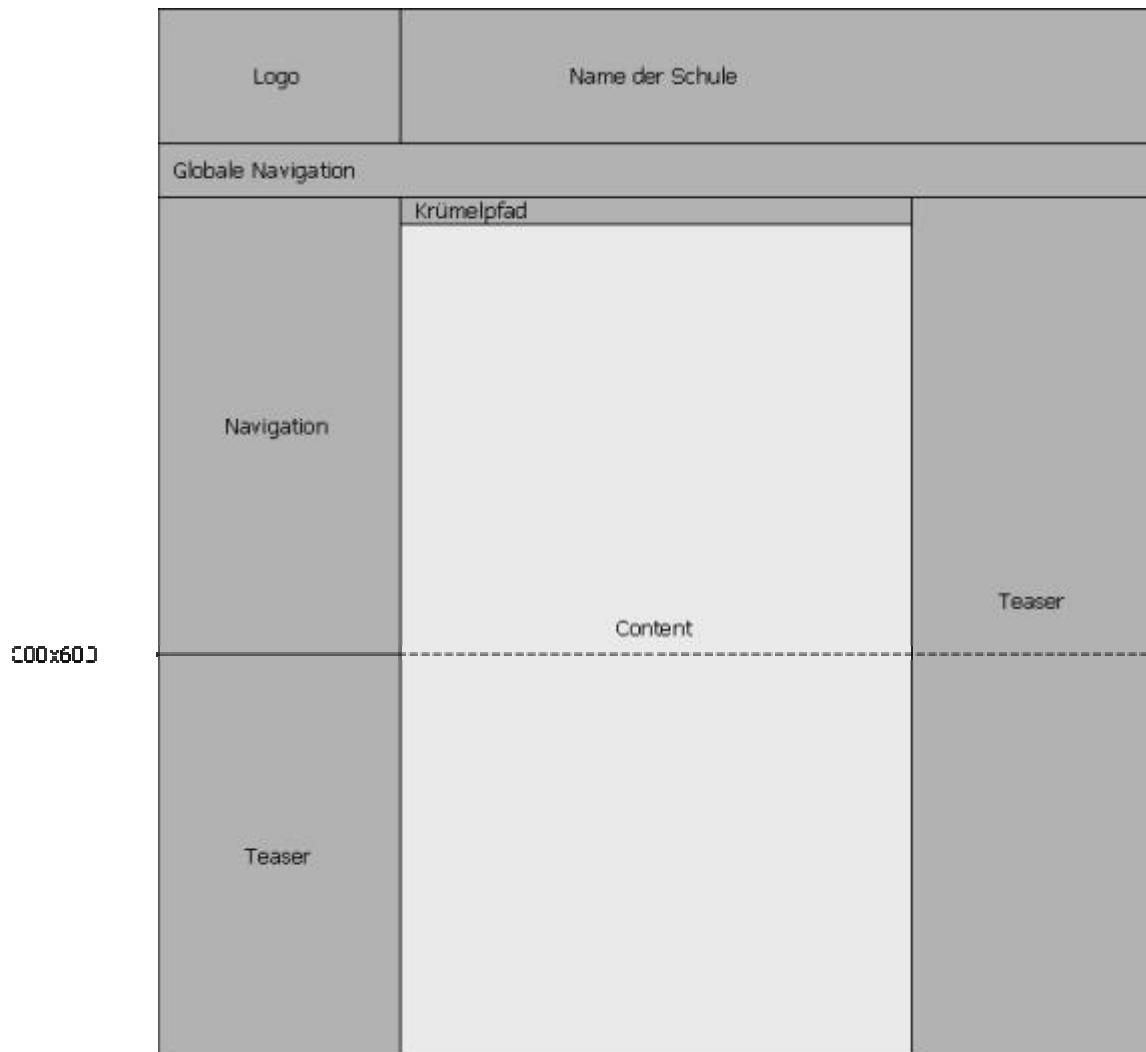 Logo
Name der Schule
Globale Navigation
Krümelpfad
Navigation
Teaser
Content
Teaser